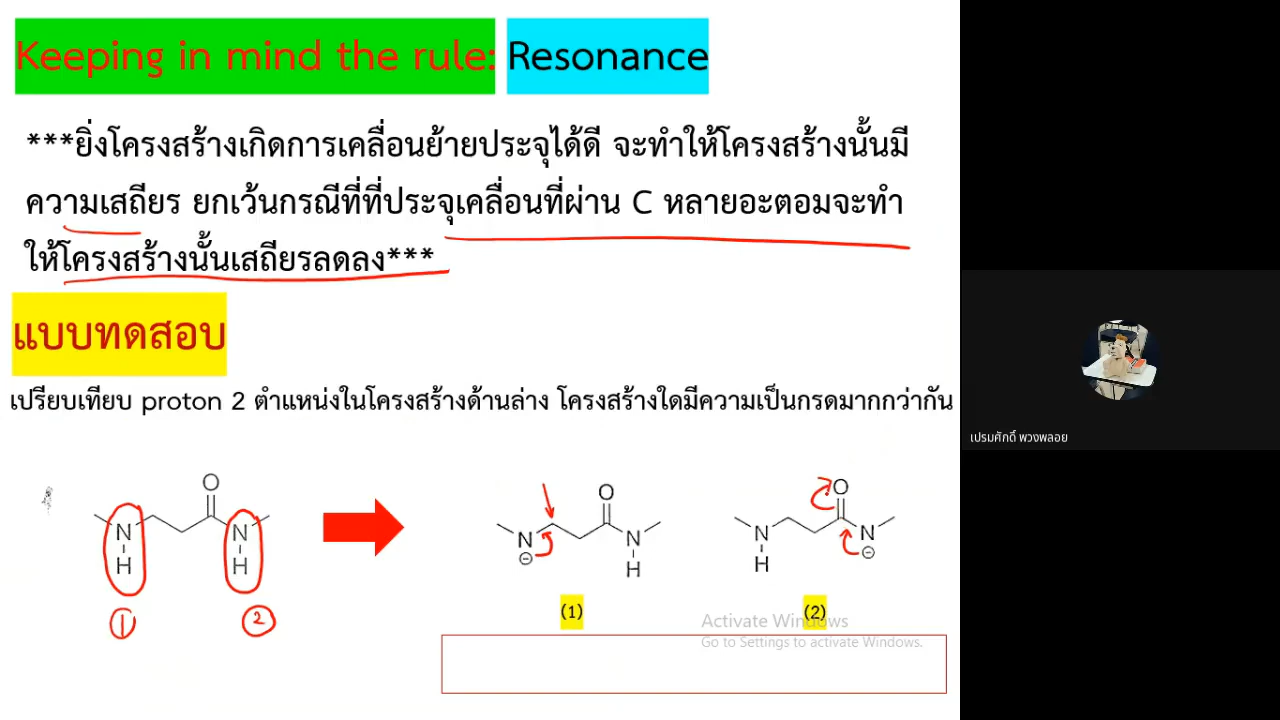 Keeping in mind the rule: Resonance
***ยิ่งโครงสร้างเกิดการเคลื่อนย้ายประจุได้ดี จะทำให้โครงสร้างนั้นมี
ความเสถียร ยกเว้นกรณีที่ที่ประจุเคลื่อนที่ผ่าน C หลายอะตอมจะทำ
ให้โครงสร้างนั้นเสถียรลดลง***
แบบทดสอบ
เปรียบเทียบ proton 2 ตำแหน่งในโครงสร้างด้านล่าง โครงสร้างใดมีความเป็นกรดมากกว่ากัน
เปรมศักดิ์ พวงพลอย
O
N
H
N
H
1
2
O
N
⊖
N
H
(1)
O
N
H
N
⊖
(2)
Activate Windows
Go to Settings to activate Windows.